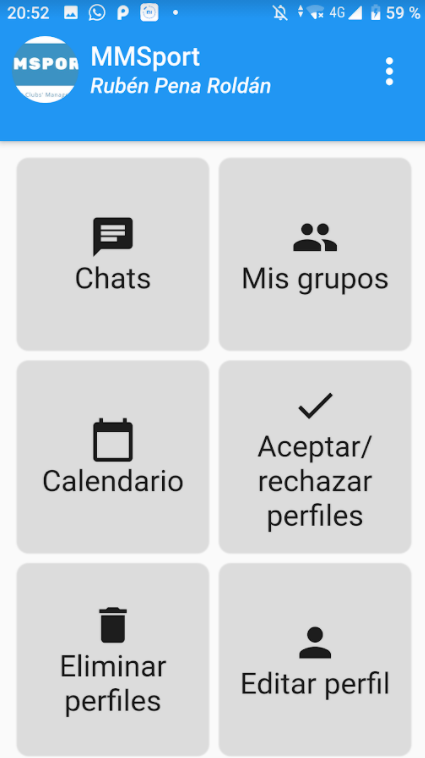 20:52 4G 59 %
MSPOR
Clubs' Manag
MMSport
Rubén Pena Roldán
Chats
Mis grupos
Calendario
Aceptar/
rechazar
perfiles
Eliminar
perfiles
Editar perfil